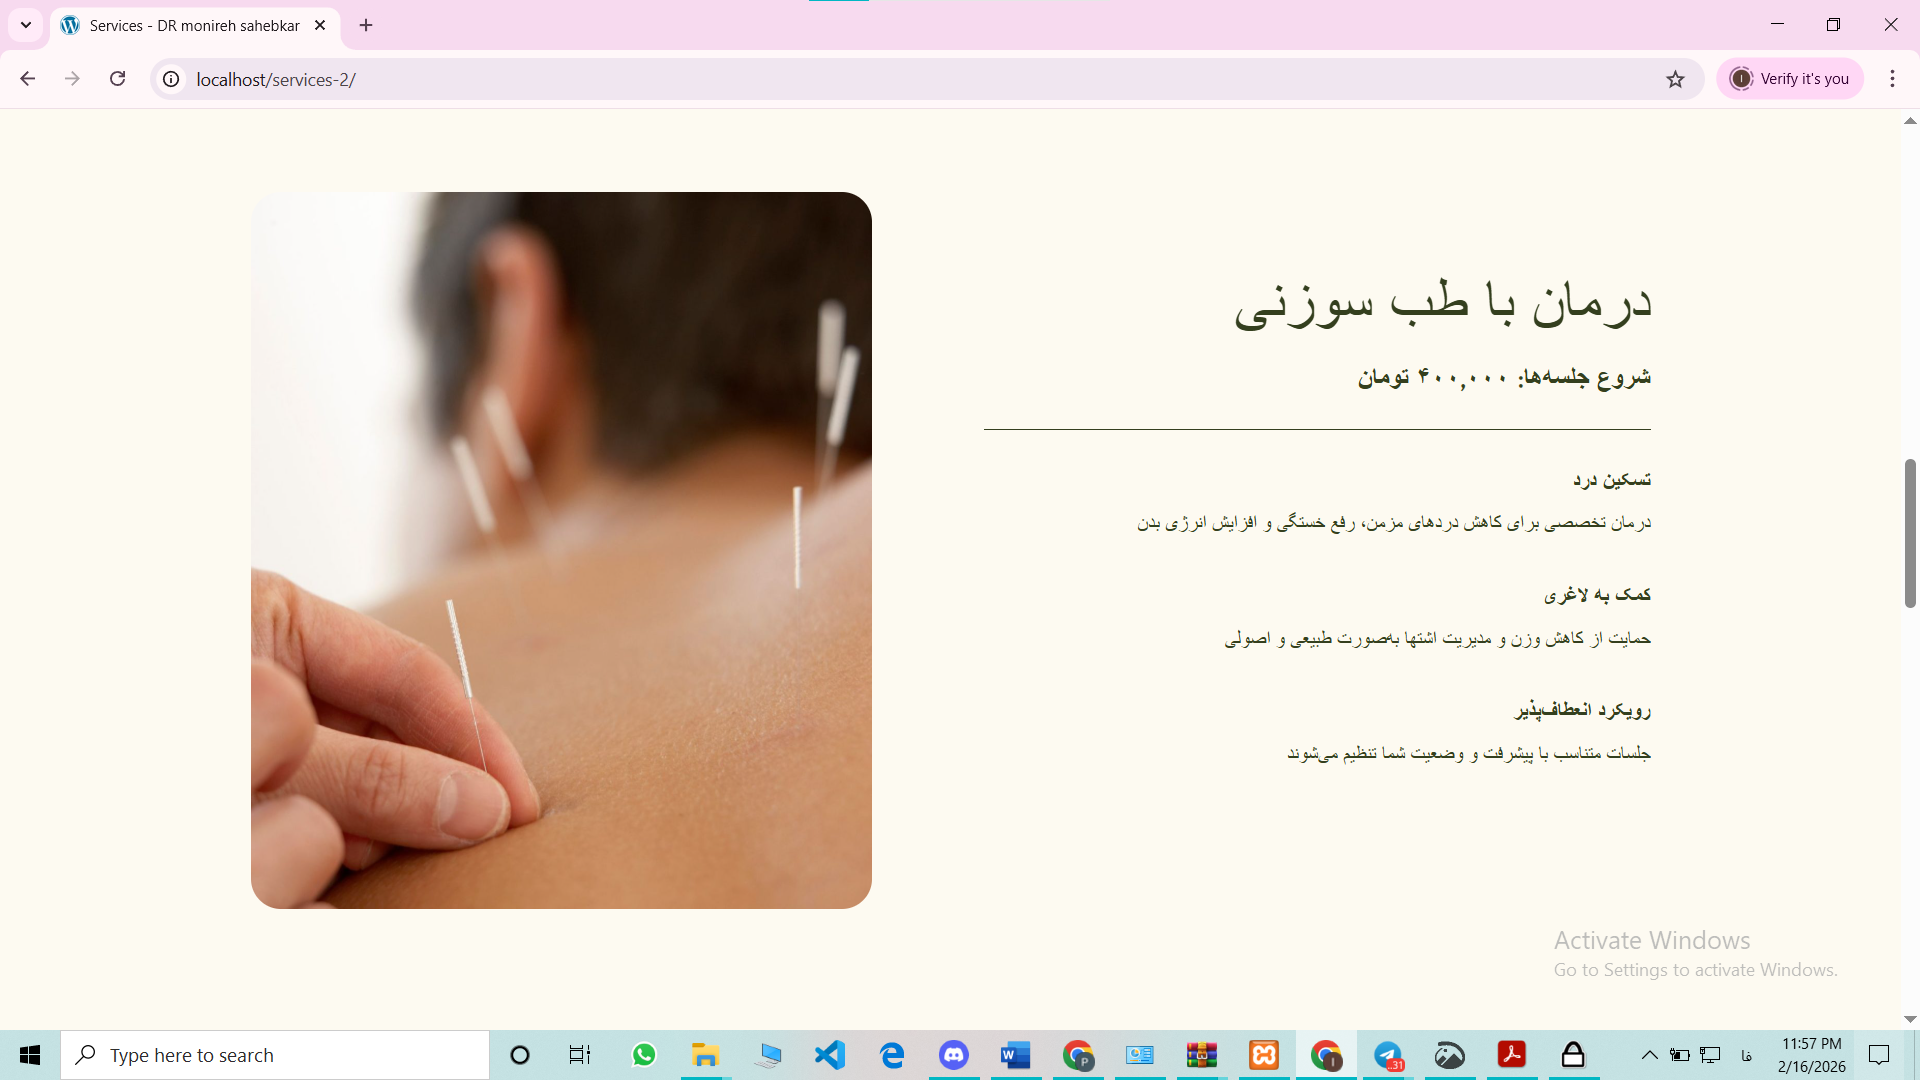 Services - DR monireh sahebkar
localhost/services-2/
Verify it's you
درمان با طب سوزنی
شروع جلسه‌ها: ۴۰۰,۰۰۰ تومان
تسکین درد
درمان تخصصی برای کاهش دردهای مزمن، رفع خستگی و افزایش انرژی بدن
کمک به لاغری
حمایت از کاهش وزن و مدیریت اشتها به‌صورت طبیعی و اصولی
رویکرد انعطاف‌پذیر
جلسات متناسب با پیشرفت و وضعیت شما تنظیم می‌شوند
Activate Windows
Go to Settings to activate Windows.
Type here to search
..31
فا
11:57 PM
2/16/2026